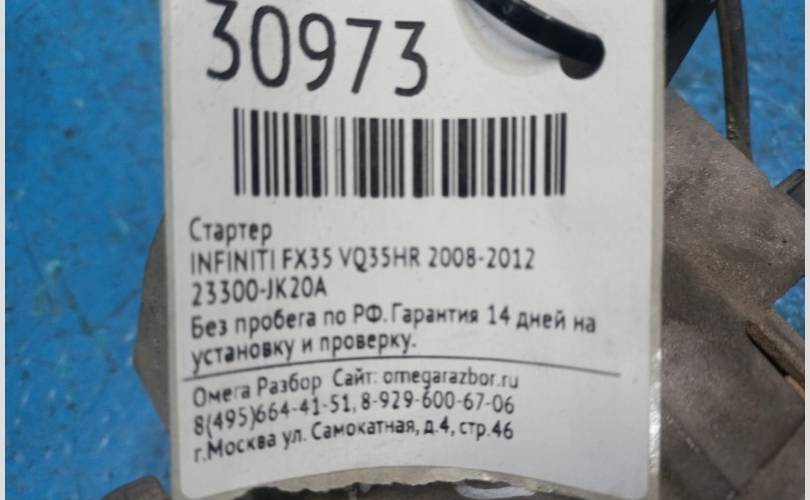 30973
Стартер
INFINITI FX35 VQ35HR 2008-2012
23300-JK20A
Без пробега по РФ. Гарантия 14 дней на
установку и проверку.
Омега Разбор Сайт: omegarazbor.ru
8(495)664-41-51, 8-929-600-67-06
г.Москва ул. Самокатная, д.4, стр.46